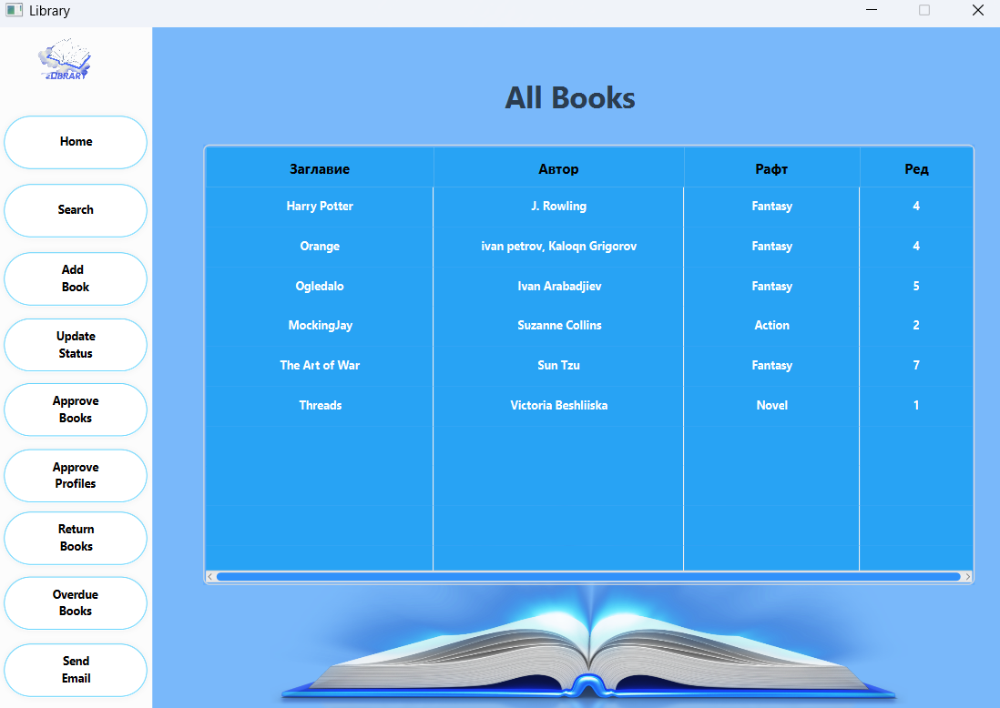 Library
eLIBRARY
All Books
Home
Search
Add
Book
Update
Status
Approve
Books
Approve
Profiles
Return
Books
Overdue
Books
Send
Email
Заглавие Автор Рафт Ред
Harry Potter J. Rowling Fantasy 4
Orange ivan petrov, Kaloqn Grigorov Fantasy 4
Ogledalo Ivan Arabadjiev Fantasy 5
MockingJay Suzanne Collins Action 2
The Art of War Sun Tzu Fantasy 7
Threads Victoria Beshliiska Novel 1